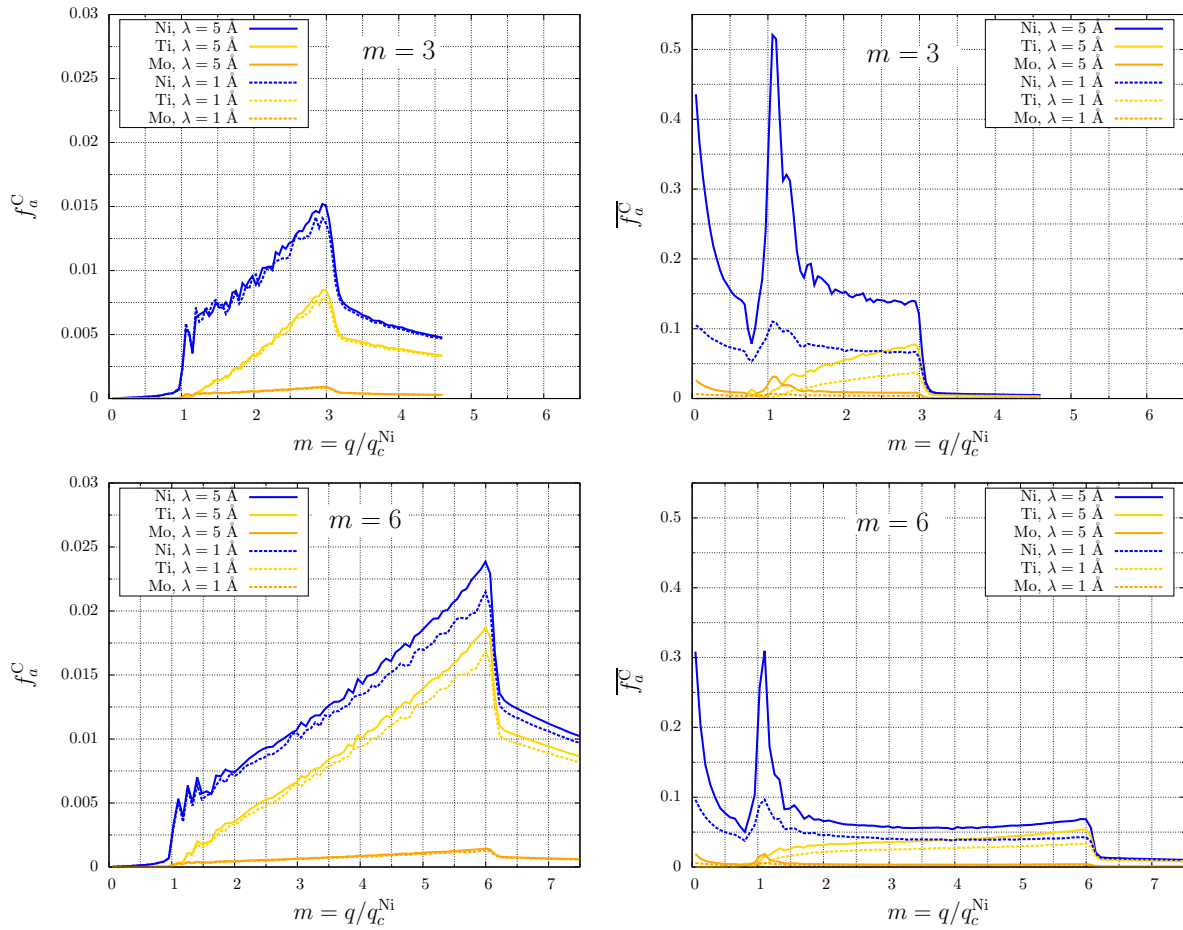 0.03
0.025
0.02
0.015
0.01
0.005
0
f_a^C
Ni, λ = 5 Å
Ti, λ = 5 Å
Mo, λ = 5 Å
Ni, λ = 1 Å
Ti, λ = 1 Å
Mo, λ = 1 Å
m = 3
0 1 2 3 4 5 6
m = q/q_c^Ni
0.5
0.4
0.3
0.2
0.1
0
\overline{f_a^C}
m = 3
Ni, λ = 5 Å
Ti, λ = 5 Å
Mo, λ = 5 Å
Ni, λ = 1 Å
Ti, λ = 1 Å
Mo, λ = 1 Å
0 1 2 3 4 5 6
m = q/q_c^Ni
0.03
0.025
0.02
0.015
0.01
0.005
0
f_a^C
Ni, λ = 5 Å
Ti, λ = 5 Å
Mo, λ = 5 Å
Ni, λ = 1 Å
Ti, λ = 1 Å
Mo, λ = 1 Å
m = 6
0 1 2 3 4 5 6 7
m = q/q_c^Ni
0.5
0.4
0.3
0.2
0.1
0
\overline{f_a^C}
m = 6
Ni, λ = 5 Å
Ti, λ = 5 Å
Mo, λ = 5 Å
Ni, λ = 1 Å
Ti, λ = 1 Å
Mo, λ = 1 Å
0 1 2 3 4 5 6 7
m = q/q_c^Ni